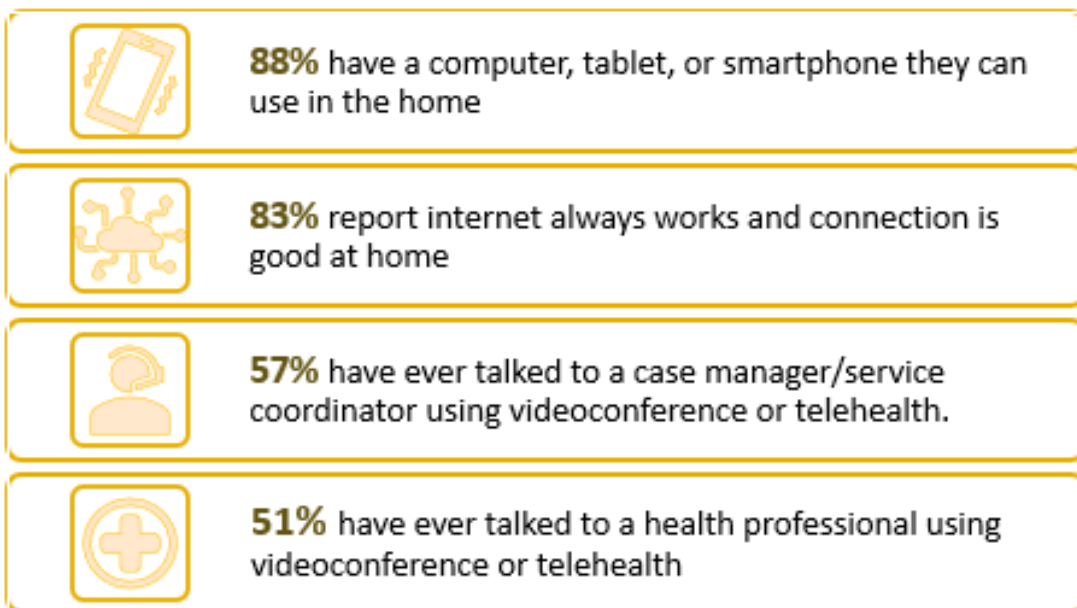 88% have a computer, tablet, or smartphone they can
use in the home
83% report internet always works and connection is
good at home
57% have ever talked to a case manager/service
coordinator using videoconference or telehealth.
51% have ever talked to a health professional using
videoconference or telehealth